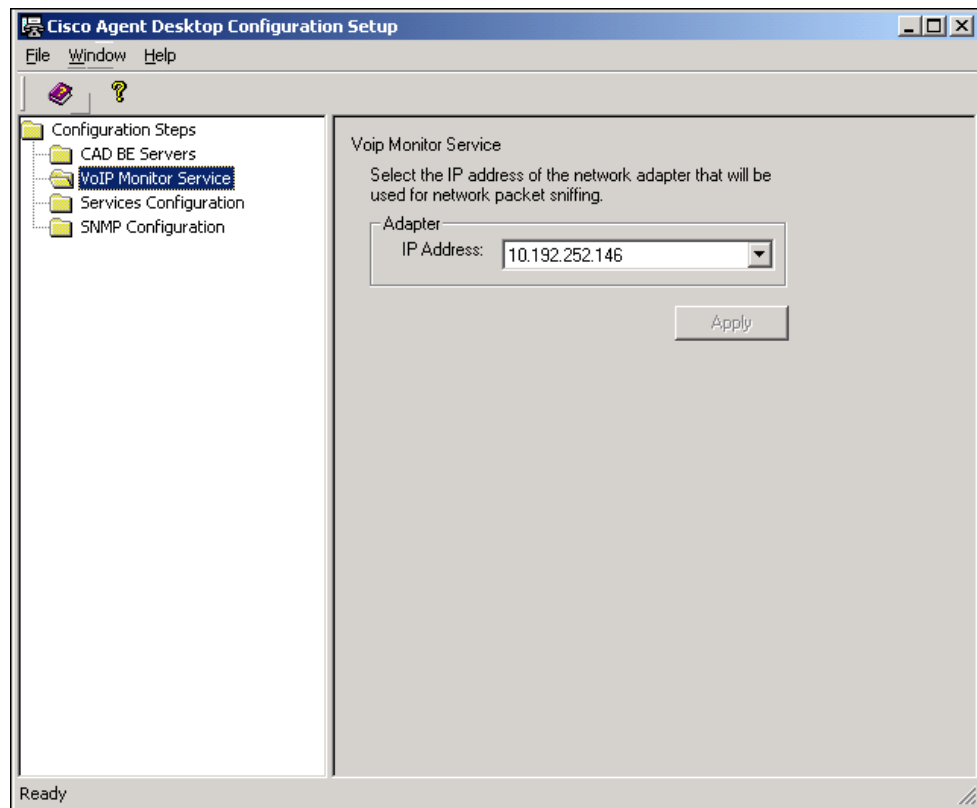 Cisco Agent Desktop Configuration Setup
File Window Help
Configuration Steps
CAD BE Servers
VoIP Monitor Service
Services Configuration
SNMP Configuration
Voip Monitor Service
Select the IP address of the network adapter that will be
used for network packet sniffing.
Adapter
IP Address: 10.192.252.146
Apply
Ready